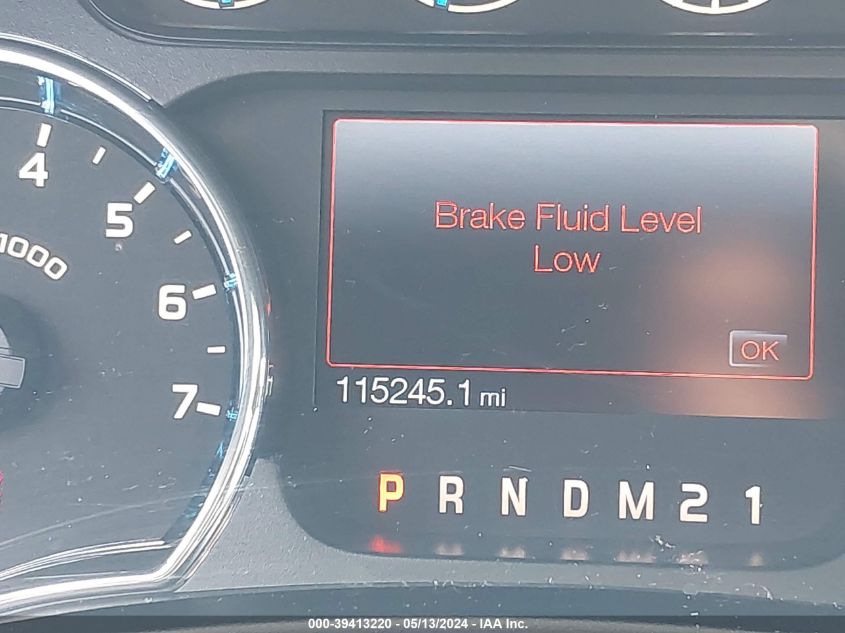 4
5
1000
6
7
Brake Fluid Level
Low
OK
115245.1 mi
P R N D M 2 1
000-39413220 - 05/13/2024 - IAA Inc.